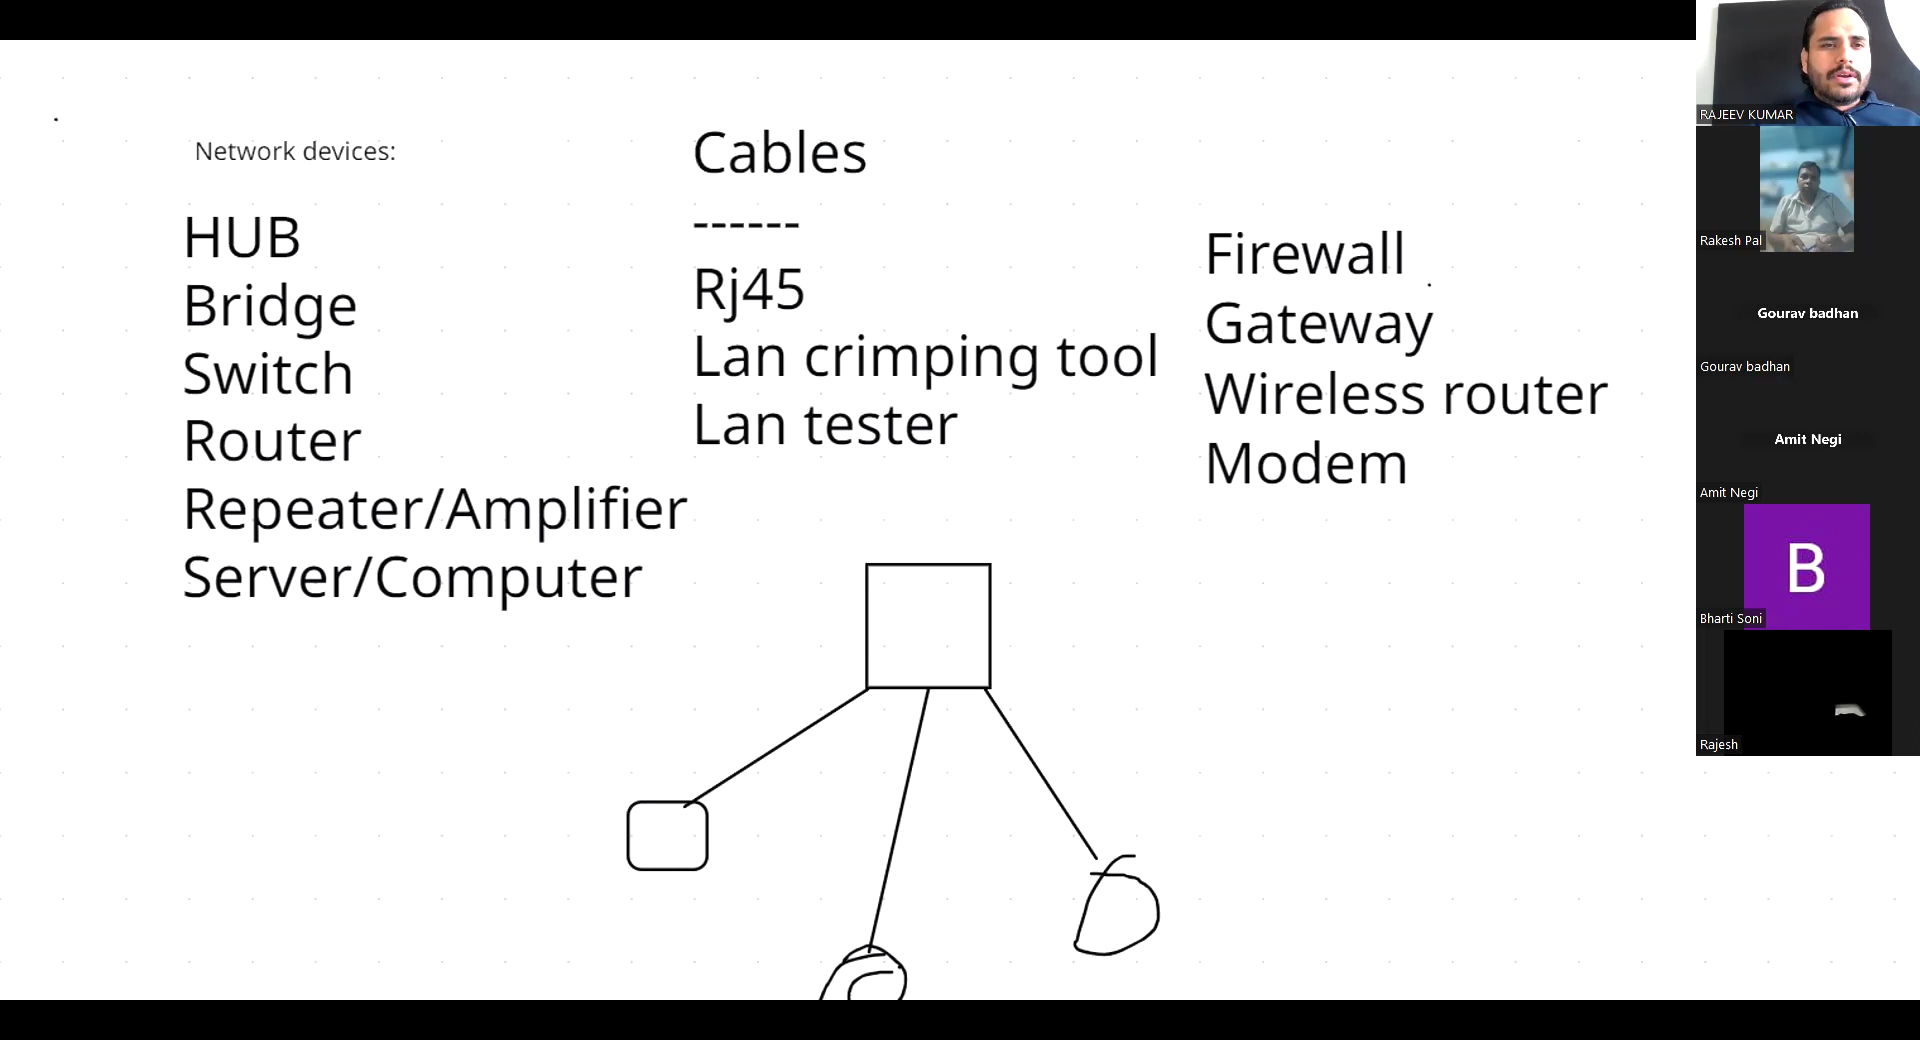 Network devices:
HUB
Bridge
Switch
Router
Repeater/Amplifier
Server/Computer
Cables
------
Rj45
Lan crimping tool
Lan tester
Firewall
Gateway
Wireless router
Modem
RAJEEV KUMAR
Rakesh Pal
Gourav badhan
Gourav badhan
Amit Negi
Amit Negi
B
Bharti Soni
Rajesh